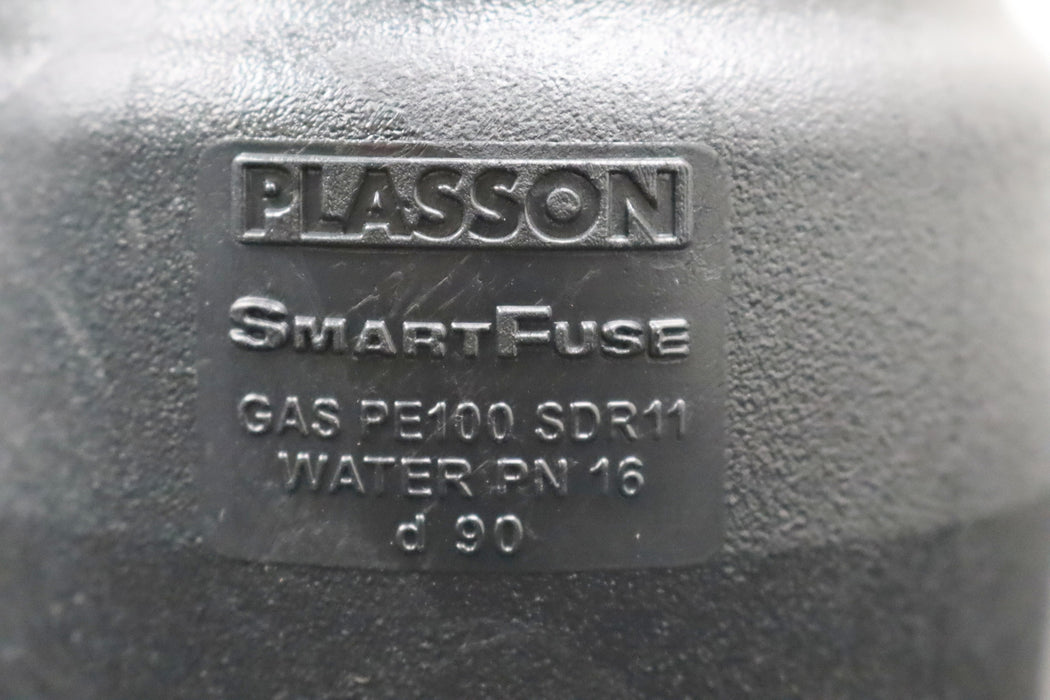 PLASSON
SMARTFUSE
GAS PE100 SDR11
WATER PN 16
d 90